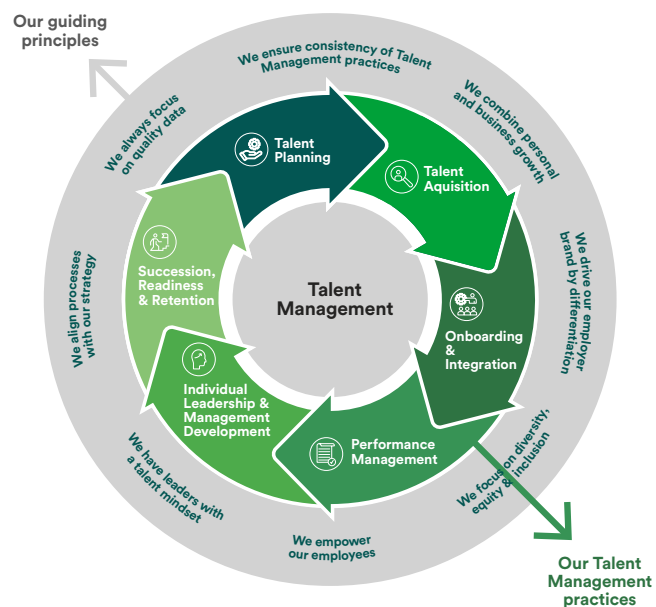 Our guiding
principles
We ensure consistency of Talent
Management practices
We combine personal
and business growth
We drive our employer
brand by differentiation
We focus on diversity,
equity & inclusion
We empower
our employees
We have leaders with
a talent mindset
We align processes
with our strategy
We always focus
on quality data
Talent
Planning
Talent
Aquisition
Onboarding
&
Integration
Performance
Management
Individual
Leadership &
Management
Development
Succession,
Readiness
& Retention
Talent
Management
Our Talent
Management
practices